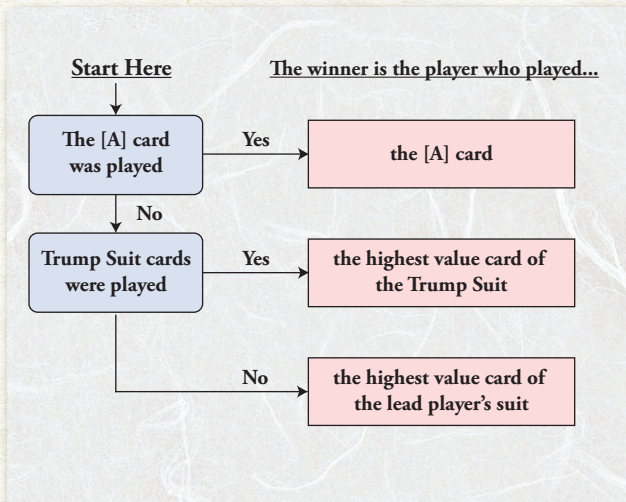 Start Here
The winner is the player who played...
The [A] card
was played
Yes
the [A] card
No
Trump Suit cards
were played
Yes
the highest value card of
the Trump Suit
No
the highest value card of
the lead player's suit